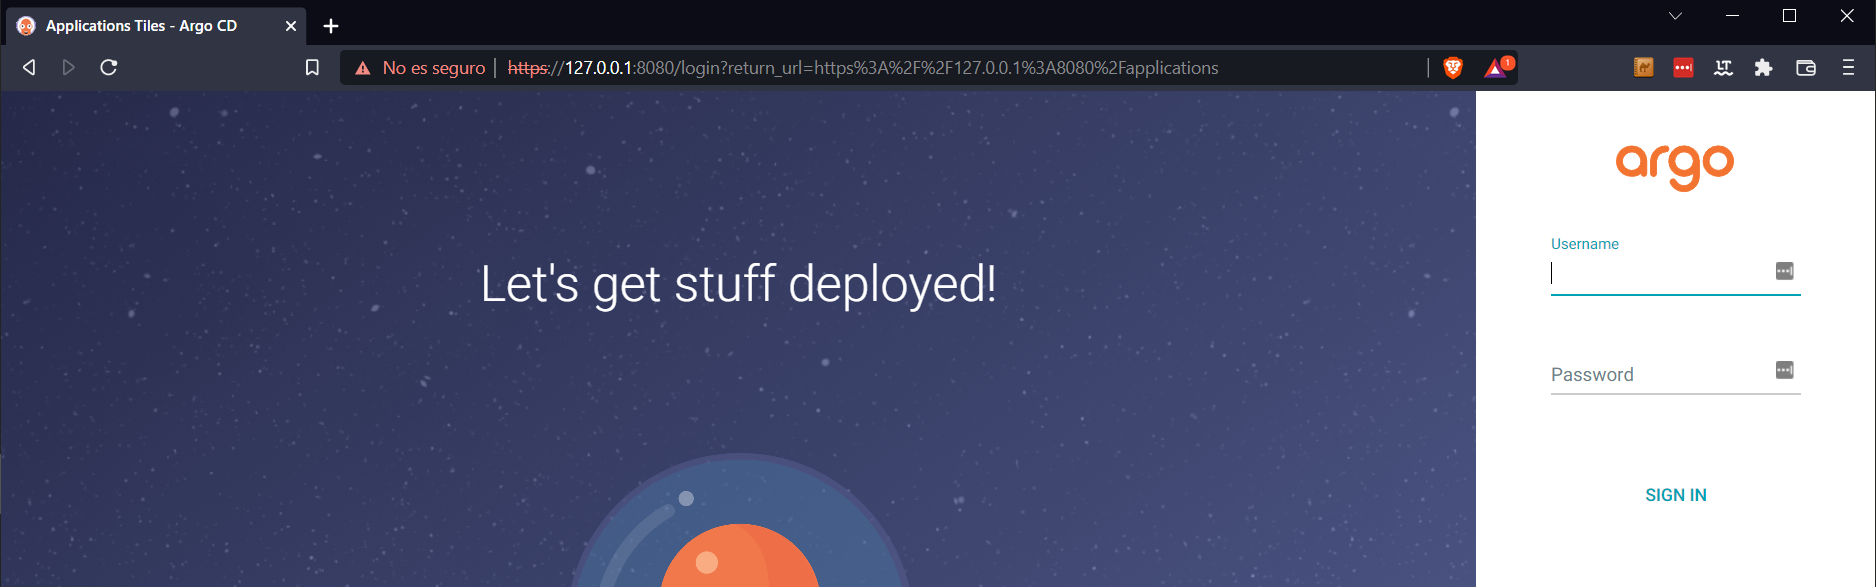 Applications Tiles - Argo CD
No es seguro | https://127.0.0.1:8080/login?return_url=https%3A%2F%2F127.0.0.1%3A8080%2Fapplications
1
argo
Let's get stuff deployed!
Username
Password
SIGN IN